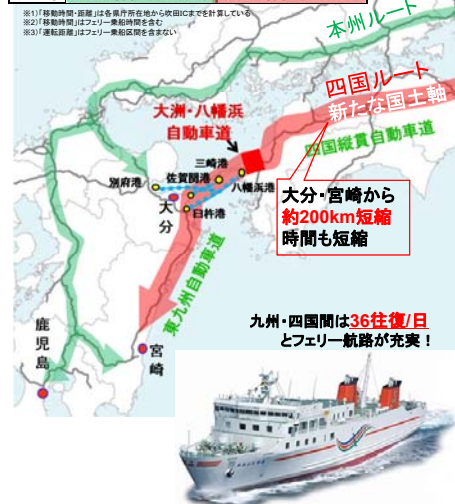 ※1)「移動時間・距離」は各県庁所在地から吹田ICまでを計算している
※2)「移動時間」はフェリー乗船時間を含む
※3)「運転距離」はフェリー乗船区間を含まない
本州ルート
四国ルート
新たな国土軸
大洲・八幡浜
自動車道
四国縦貫自動車道
三崎港
佐賀関港
別府港
八幡浜港
大分
臼杵港
大分・宮崎から
約200km短縮
時間も短縮
東九州自動車道
九州・四国間は36往復/日
とフェリー航路が充実！
鹿児島
宮崎